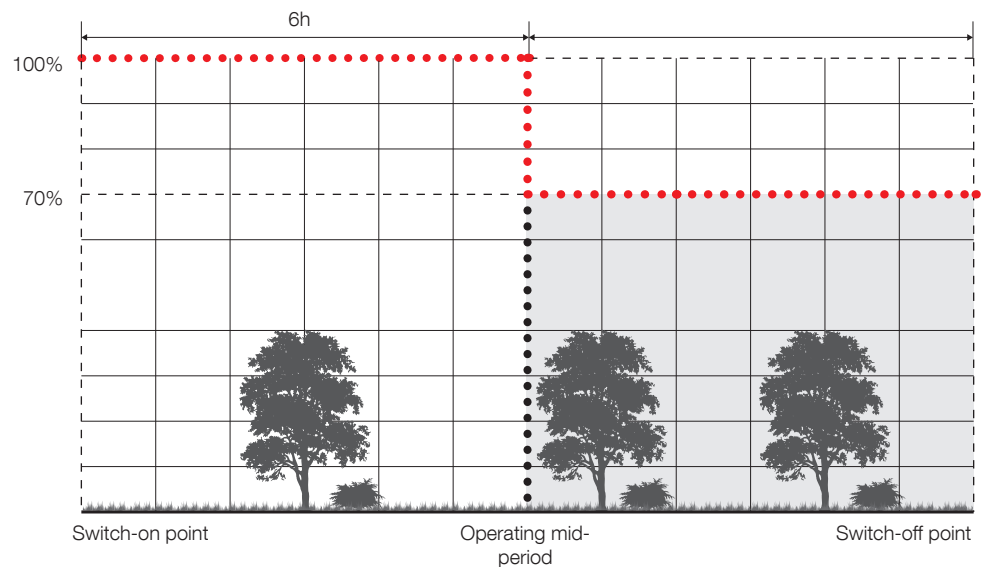 6h
100%
70%
Switch-on point
Operating mid-
period
Switch-off point